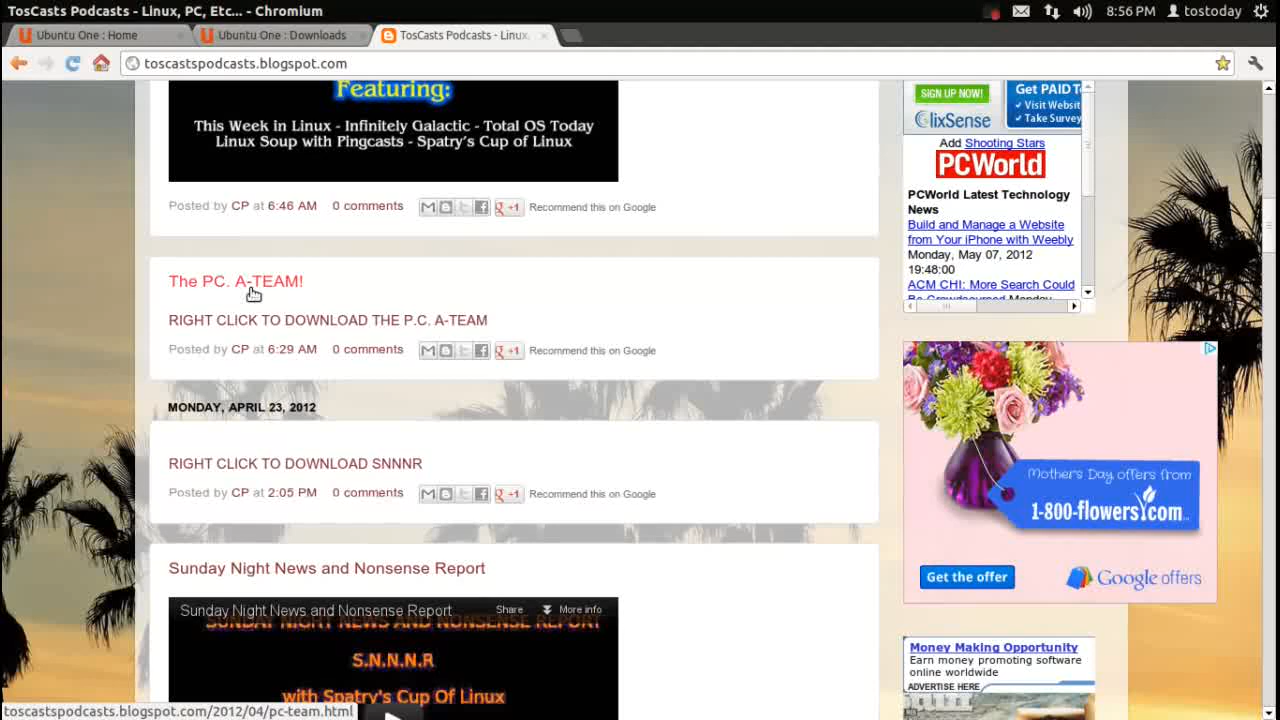 TosCasts Podcasts - Linux, PC, Etc... - Chromium
8:56 PM tostoday
Ubuntu One : Home
Ubuntu One : Downloads
TosCasts Podcasts - Linux,
toscastspodcasts.blogspot.com
Featuring:
This Week in Linux - Infinitely Galactic - Total OS Today
Linux Soup with Pingcasts - Spatry's Cup of Linux
Posted by CP at 6:46 AM 0 comments
+1 Recommend this on Google
The PC. A-TEAM!
RIGHT CLICK TO DOWNLOAD THE P.C. A-TEAM
Posted by CP at 6:29 AM 0 comments
+1 Recommend this on Google
MONDAY, APRIL 23, 2012
RIGHT CLICK TO DOWNLOAD SNNNR
Posted by CP at 2:05 PM 0 comments
+1 Recommend this on Google
Sunday Night News and Nonsense Report
Sunday Night News and Nonsense Report Share More info
SUNDAY NIGHT NEWS AND NONSENSE REPORT
S.N.N.N.R
with Spatry's Cup Of Linux
toscastspodcasts.blogspot.com/2012/04/pc-team.html
SIGN UP NOW!
ClixSense
Get PAID T
Visit Website
Take Survey
Add Shooting Stars
PCWorld
PCWorld Latest Technology
News
Build and Manage a Website
from Your iPhone with Weebly
Monday, May 07, 2012
19:48:00
ACM CHI: More Search Could
Be Crowdsourced Monday
Mother's Day offers from
1-800-flowers.com
Get the offer
Google offers
Money Making Opportunity
Earn money promoting software
online worldwide
ADVERTISE HERE